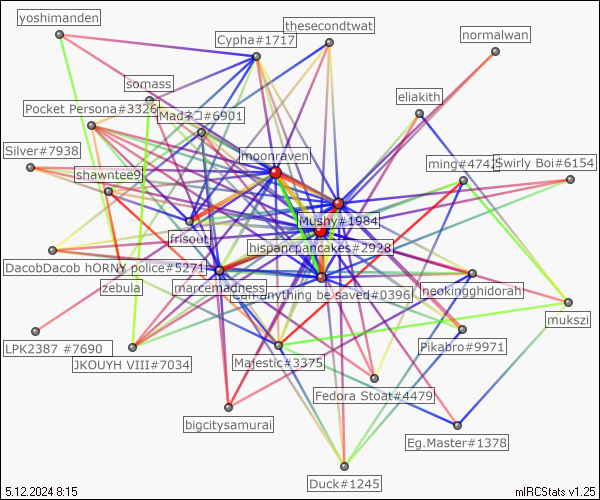 yoshimanden
thesecondtwat
Cypha#1717
normalwan
somass
eliakith
Pocket Persona#3326
Madネコ#6901
Silver#7938
moonraven
ming#4742
Swirly Boi#6154
shawntee9
Mushy#1984
frisout
hispancpancakes#2928
DacobDacob hORNY police#5271
zebula
marcemadness
Can anything be saved#0396
neokingghidorah
mukszi
LPK2387 #7690
JKOUYH VIII#7034
Majestic#3375
Pikabro#9971
Fedora Stoat#4479
bigcitysamurai
Eg.Master#1378
Duck#1245
5.12.2024 8:15
mIRCStats v1.25